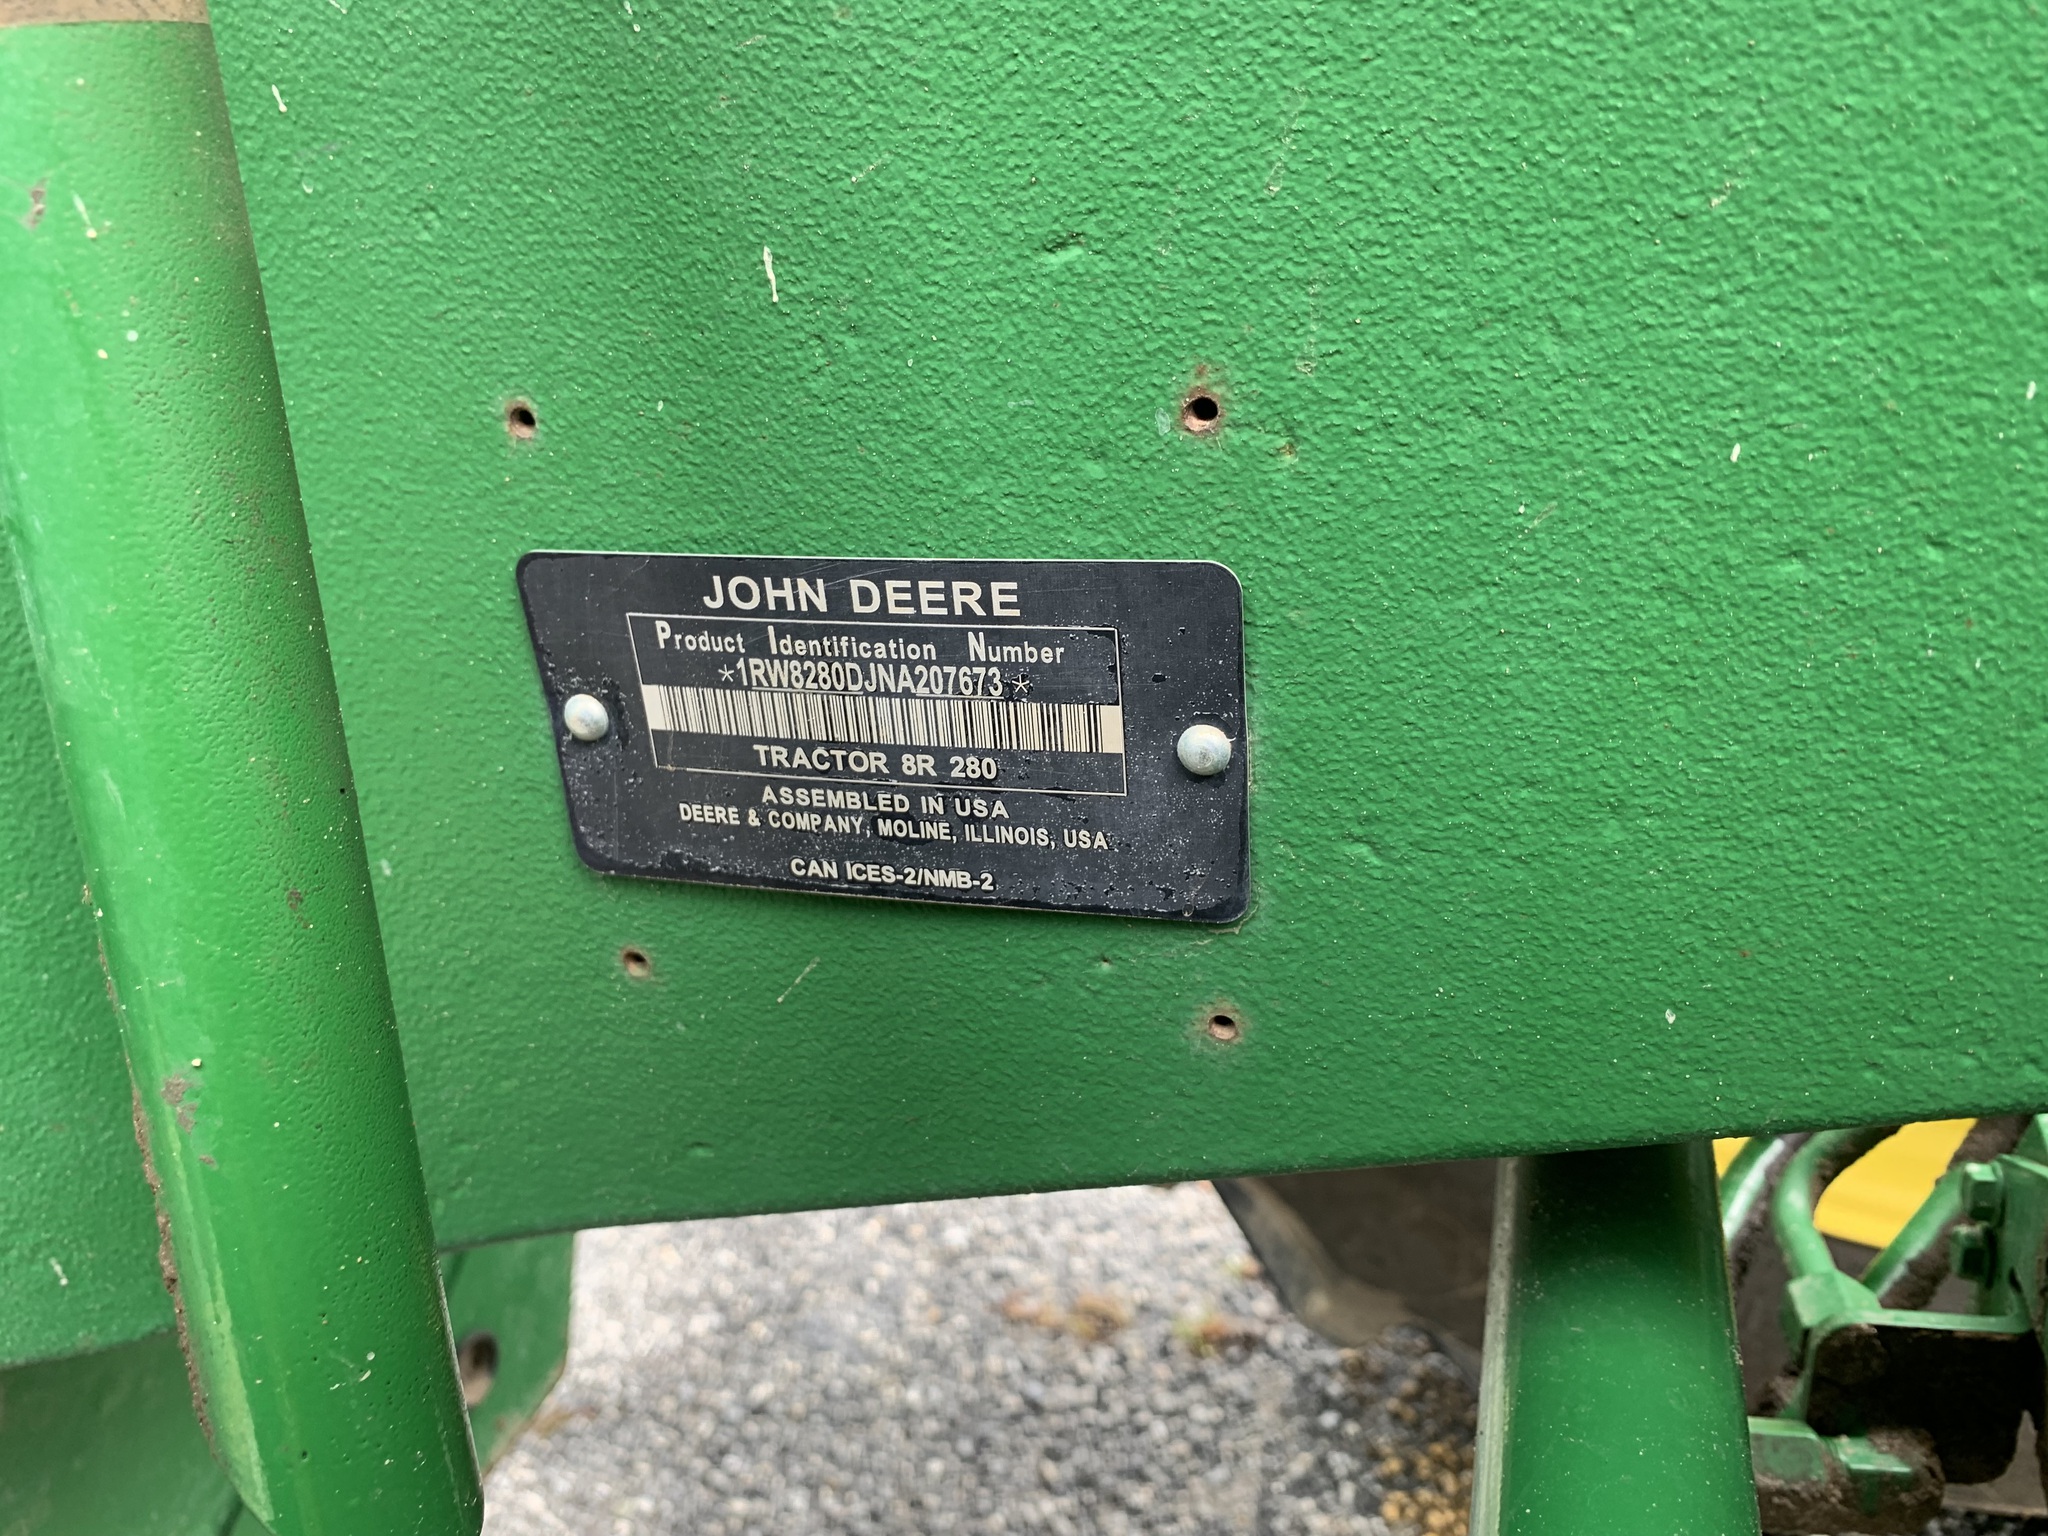 JOHN DEERE
Product Identification Number
*1RW8280DJNA207673*
TRACTOR 8R 280
ASSEMBLED IN USA
DEERE & COMPANY, MOLINE, ILLINOIS, USA
CAN ICES-2/NMB-2